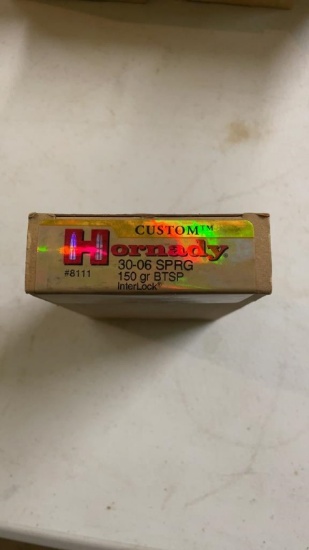 CUSTOM™
Hornady®
30-06 SPRG
#8111
150 gr BTSP
InterLock®